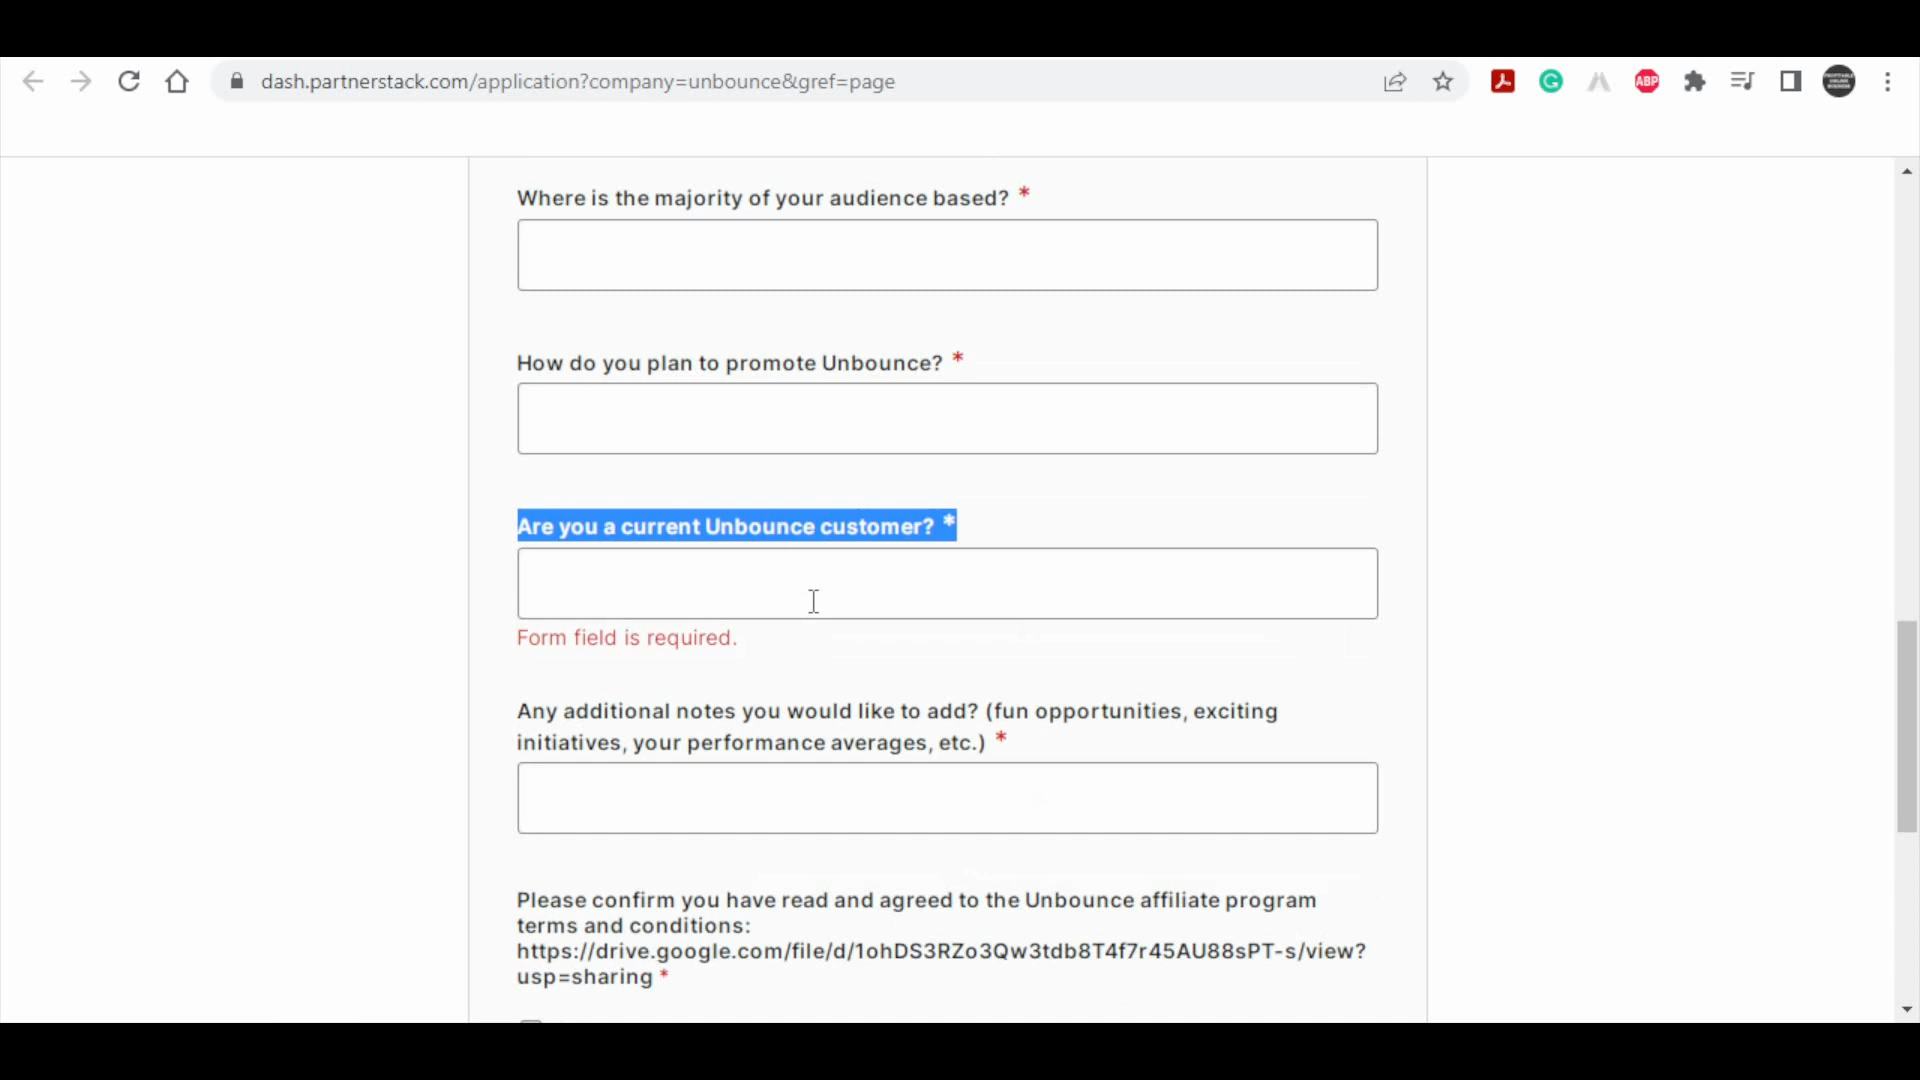 dash.partnerstack.com/application?company=unbounce&gref=page
ABP
Where is the majority of your audience based? *
How do you plan to promote Unbounce? *
Are you a current Unbounce customer? *
Form field is required.
Any additional notes you would like to add? (fun opportunities, exciting
initiatives, your performance averages, etc.) *
Please confirm you have read and agreed to the Unbounce affiliate program
terms and conditions:
https://drive.google.com/file/d/1ohDS3RZo3Qw3tdb8T4f7r45AU88sPT-s/view?
usp=sharing *